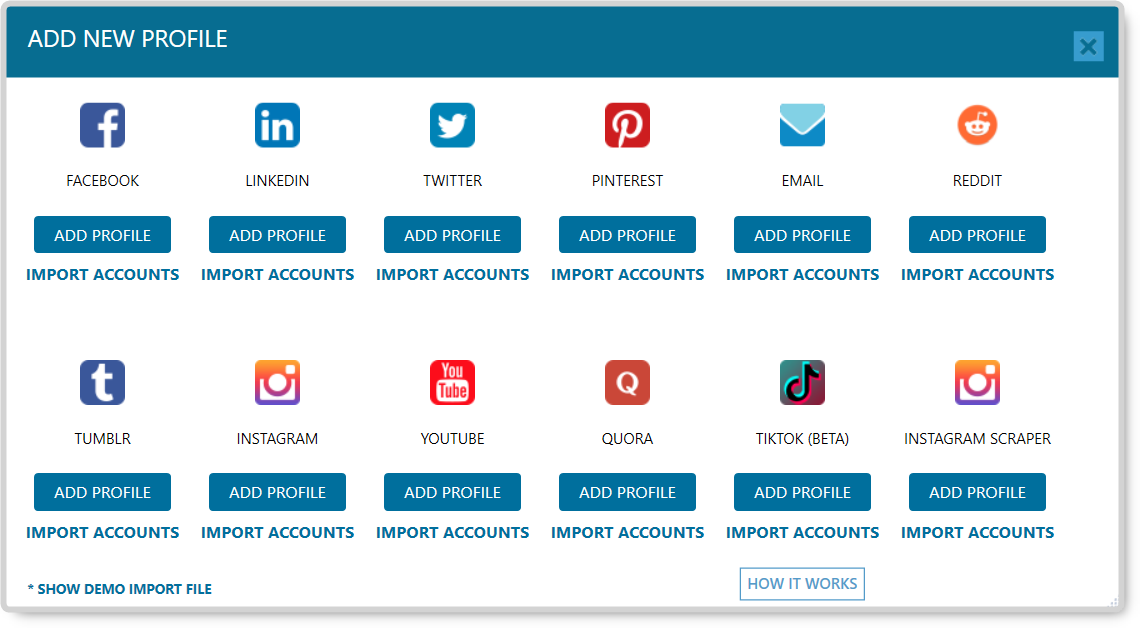 ADD NEW PROFILE
FACEBOOK LINKEDIN TWITTER PINTEREST EMAIL REDDIT
ADD PROFILE ADD PROFILE ADD PROFILE ADD PROFILE ADD PROFILE ADD PROFILE
IMPORT ACCOUNTS IMPORT ACCOUNTS IMPORT ACCOUNTS IMPORT ACCOUNTS IMPORT ACCOUNTS IMPORT ACCOUNTS
You
Tube
TUMBLR INSTAGRAM YOUTUBE QUORA TIKTOK (BETA) INSTAGRAM SCRAPER
ADD PROFILE ADD PROFILE ADD PROFILE ADD PROFILE ADD PROFILE ADD PROFILE
IMPORT ACCOUNTS IMPORT ACCOUNTS IMPORT ACCOUNTS IMPORT ACCOUNTS IMPORT ACCOUNTS IMPORT ACCOUNTS
* SHOW DEMO IMPORT FILE HOW IT WORKS